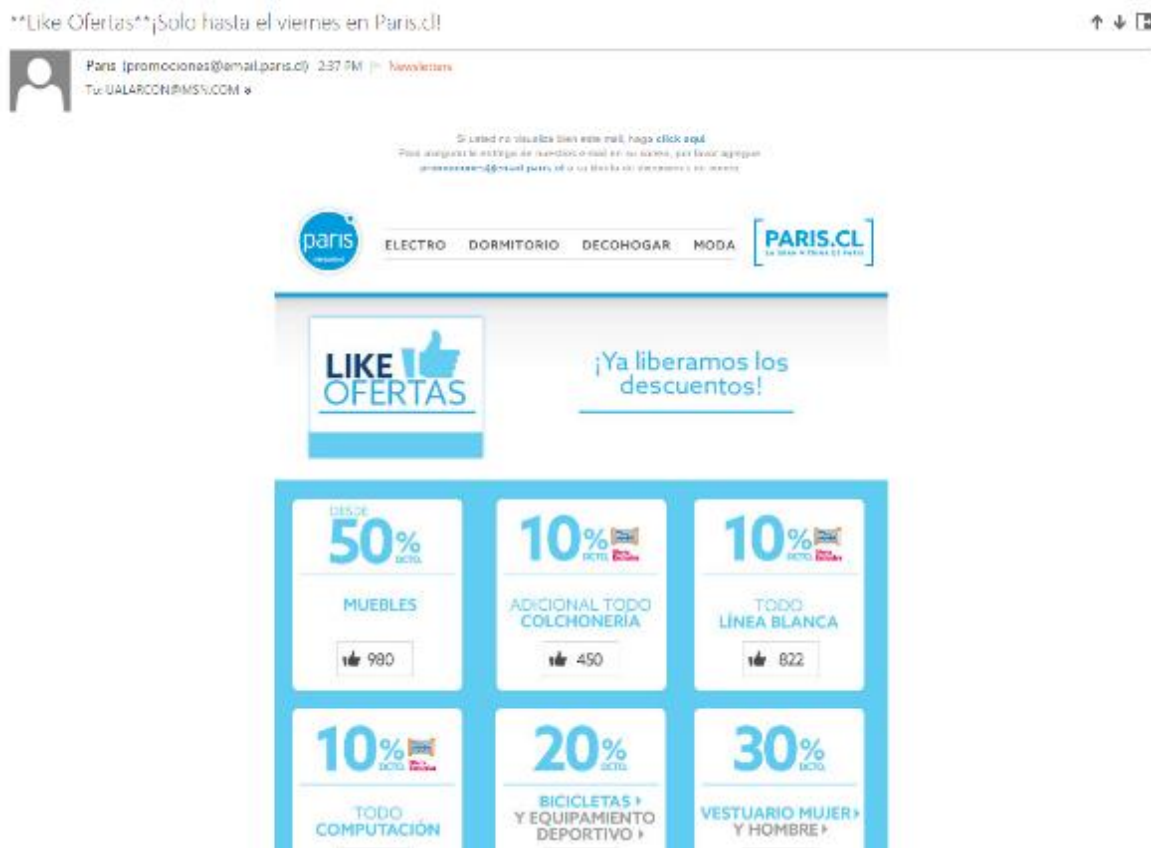 **Like Ofertas**¡Solo hasta el viernes en Paris.cl!
Paris (promociones@email.paris.cl) 2:37 PM Newsletters
To: UALARCON@MSN.COM
Si usted no visualiza bien este mail, haga click aquí
promociones@email.paris.cl
paris
ELECTRO DORMITORIO DECOHOGAR MODA
PARIS.CL
LIKE
OFERTAS
¡Ya liberamos los
descuentos!
DESDE
50% DCTO.
MUEBLES
980
10% DCTO.
ADICIONAL TODO
COLCHONERÍA
450
10% DCTO.
TODO
LÍNEA BLANCA
822
10% DCTO.
TODO
COMPUTACIÓN
20% DCTO.
BICICLETAS
Y EQUIPAMIENTO
DEPORTIVO
30% DCTO.
VESTUARIO MUJER
Y HOMBRE